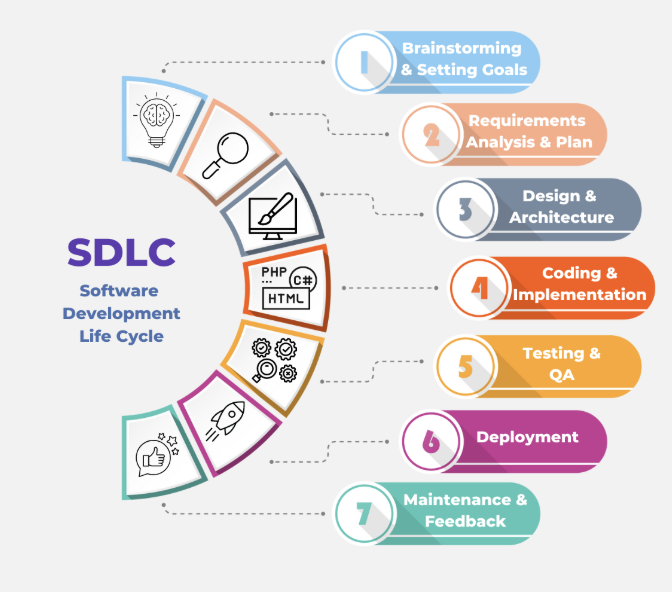 1
Brainstorming
& Setting Goals
2
Requirements
Analysis & Plan
3
Design &
Architecture
SDLC
Software
Development
Life Cycle
PHP
C#
HTML
4
Coding &
Implementation
5
Testing &
QA
6
Deployment
7
Maintenance &
Feedback